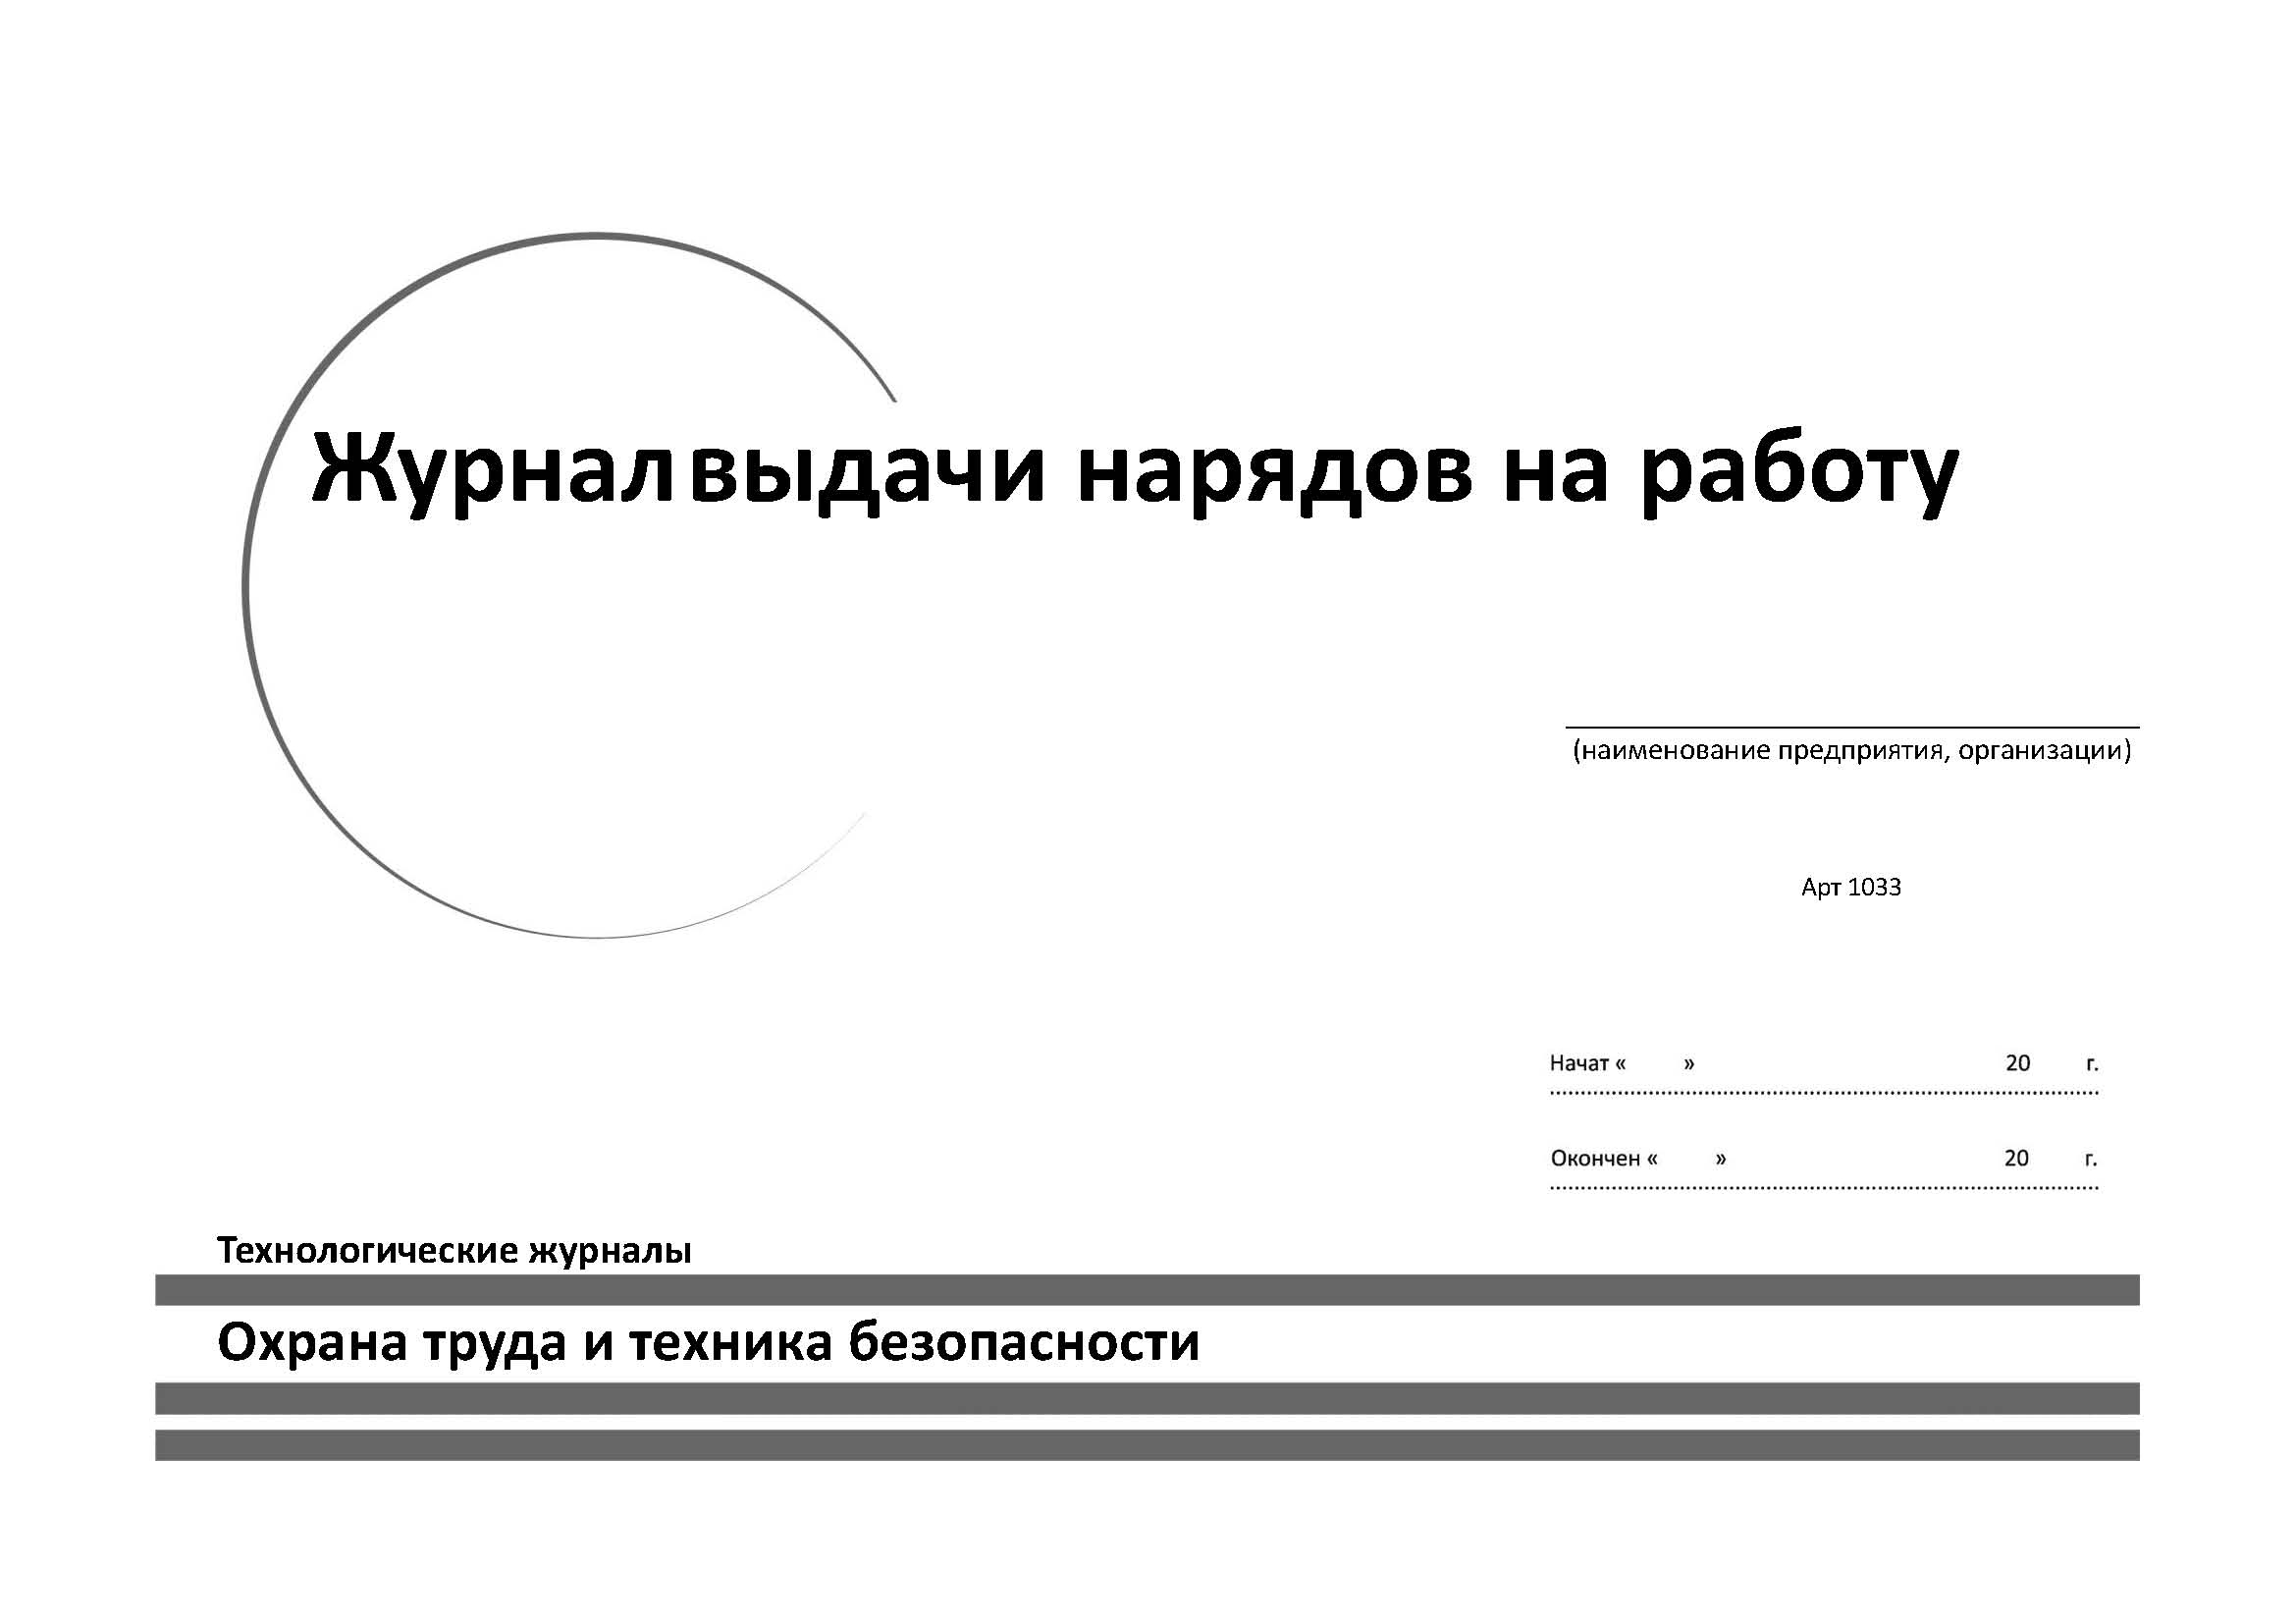 Журнал выдачи нарядов на работу
(наименование предприятия, организации)
Арт 1033
Начат « » 20 г.
Окончен « » 20 г.
Технологические журналы
Охрана труда и техника безопасности